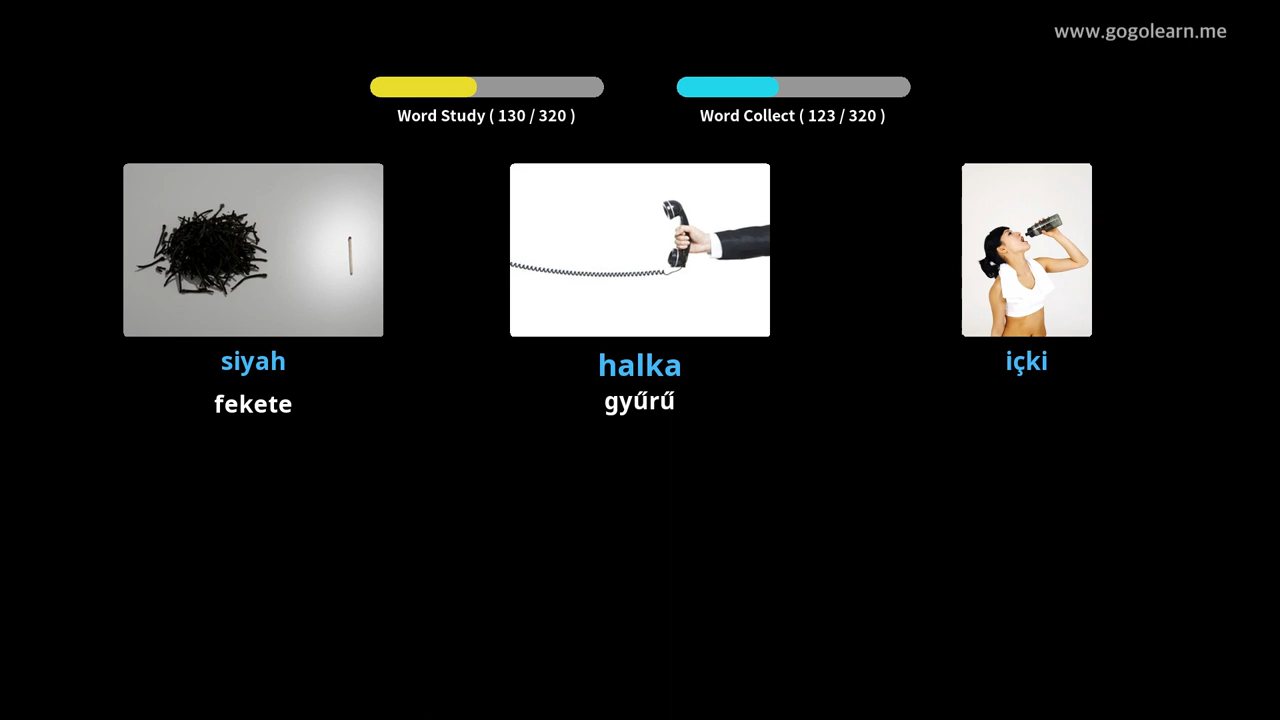 www.gogolearn.me
Word Study ( 130 / 320 )
Word Collect ( 123 / 320 )
siyah
halka
içki
fekete
gyűrű